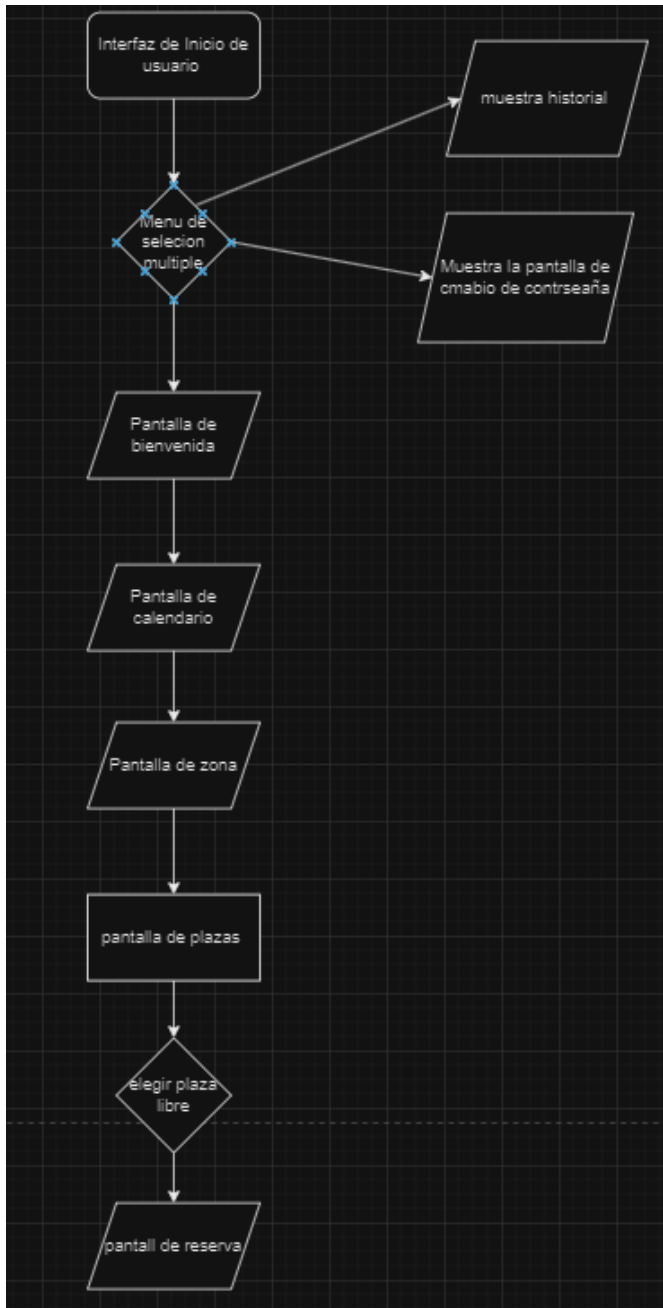 Interfaz de Inicio de
usuario
muestra historial
Menu de
selecion
multiple
Muestra la pantalla de
cmabio de contrseaña
Pantalla de
bienvenida
Pantalla de
calendario
Pantalla de zona
pantalla de plazas
elegir plaza
libre
pantall de reserva